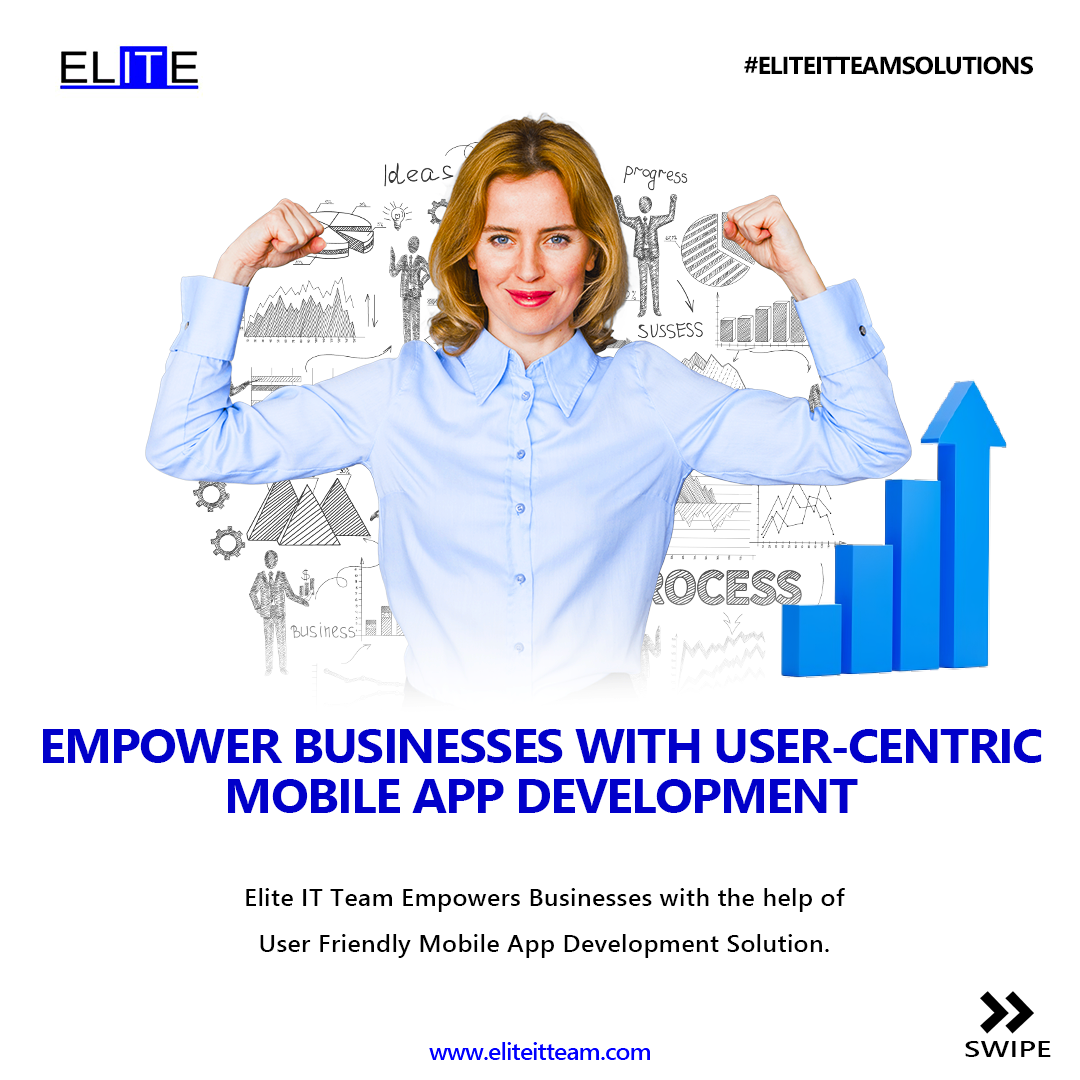 ELITE
#ELITEITTEAMSOLUTIONS
Ideas
progress
SUSSESS
ROCESS
Business
EMPOWER BUSINESSES WITH USER-CENTRIC
MOBILE APP DEVELOPMENT
Elite IT Team Empowers Businesses with the help of
User Friendly Mobile App Development Solution.
www.eliteitteam.com
SWIPE